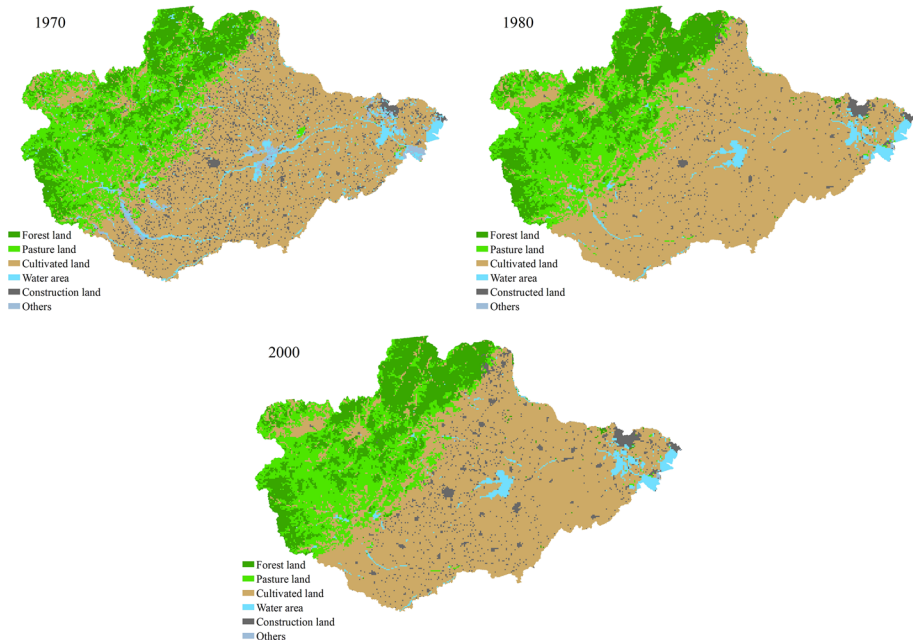 1970
Forest land
Pasture land
Cultivated land
Water area
Construction land
Others
1980
Forest land
Pasture land
Cultivated land
Water area
Constructed land
Others
2000
Forest land
Pasture land
Cultivated land
Water area
Construction land
Others